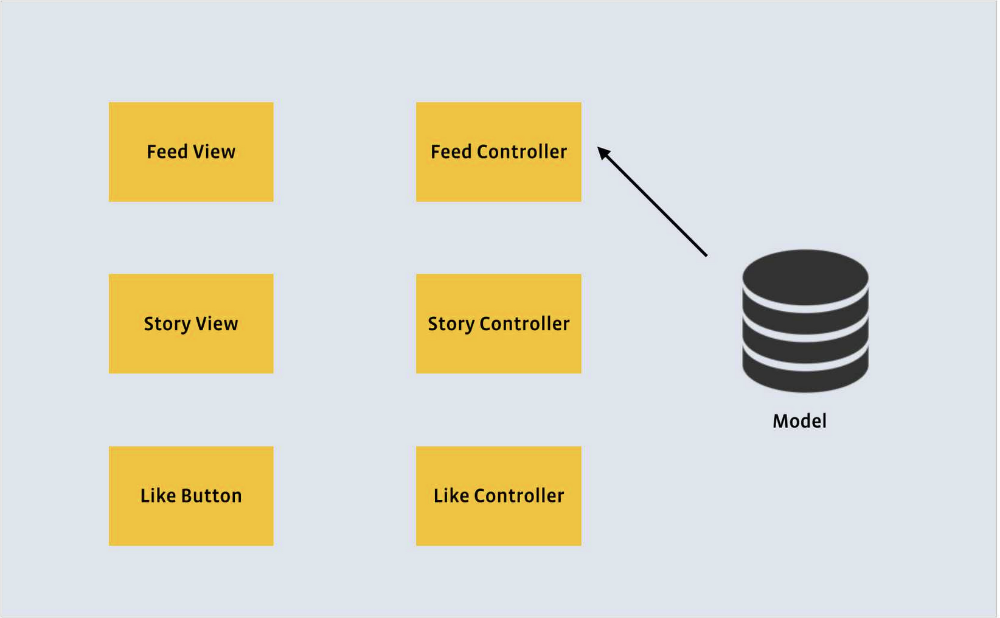 Feed View
Feed Controller
Story View
Story Controller
Model
Like Button
Like Controller